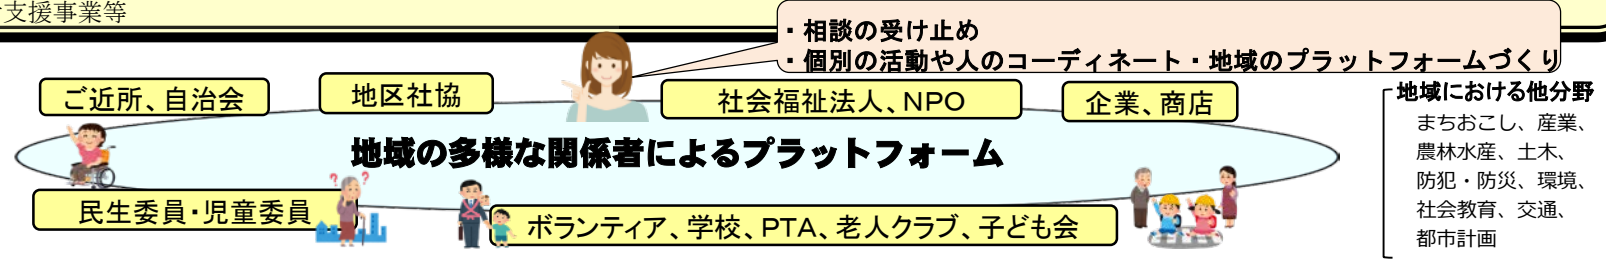 支援事業等
・相談の受け止め
・個別の活動や人のコーディネート・地域のプラットフォームづくり
ご近所、自治会
地区社協
社会福祉法人、NPO
企業、商店
地域の多様な関係者によるプラットフォーム
民生委員・児童委員
ボランティア、学校、PTA、老人クラブ、子ども会
地域における他分野
まちおこし、産業、
農林水産、土木、
防犯・防災、環境、
社会教育、交通、
都市計画
? ?